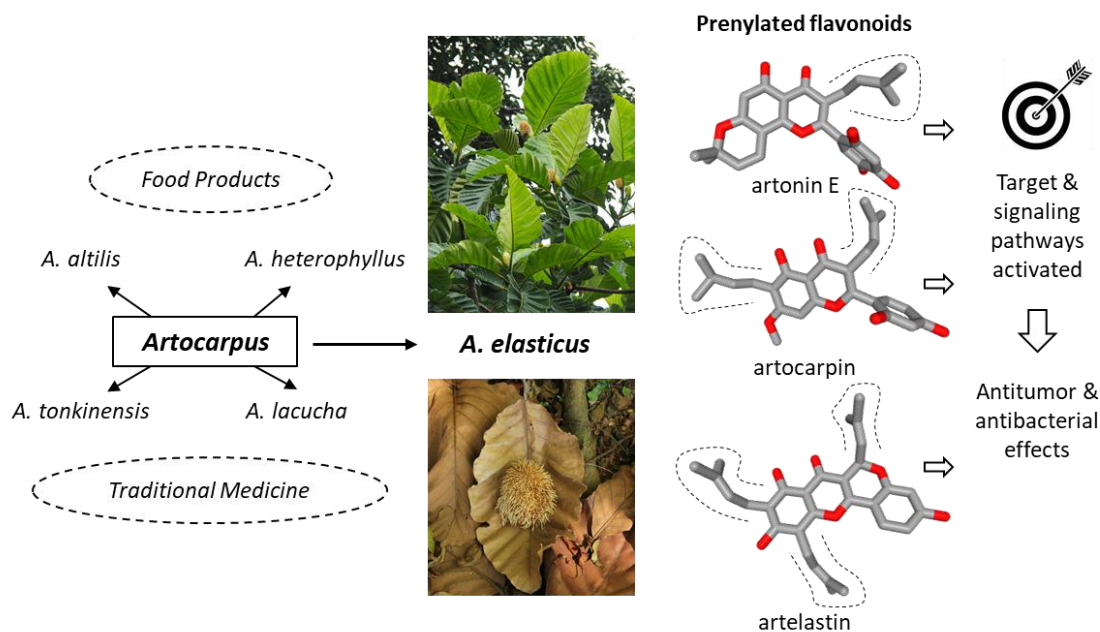 Food Products
A. altilis
A. heterophyllus
Artocarpus
A. tonkinensis
A. lacucha
Traditional Medicine
A. elasticus
Prenylated flavonoids
artonin E
artocarpin
artelastin
Target &
signaling
pathways
activated
Antitumor &
antibacterial
effects